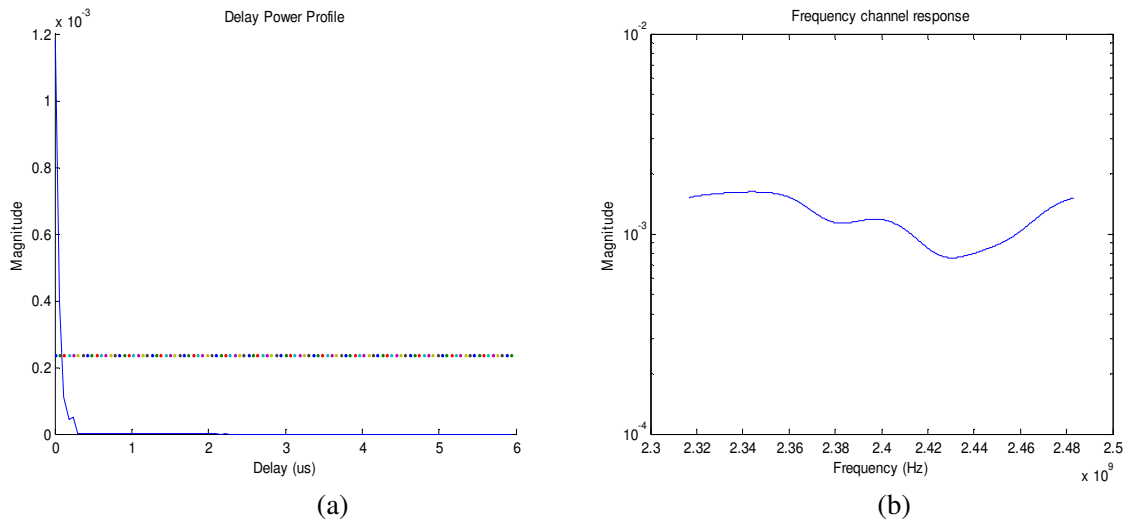 Delay Power Profile
x 10-3
1.2
1
0.8
0.6
0.4
0.2
0
Magnitude
0 1 2 3 4 5 6
Delay (us)
(a)
Frequency channel response
10-2
10-3
10-4
Magnitude
2.3 2.32 2.34 2.36 2.38 2.4 2.42 2.44 2.46 2.48 2.5
Frequency (Hz)
x 10 9
(b)